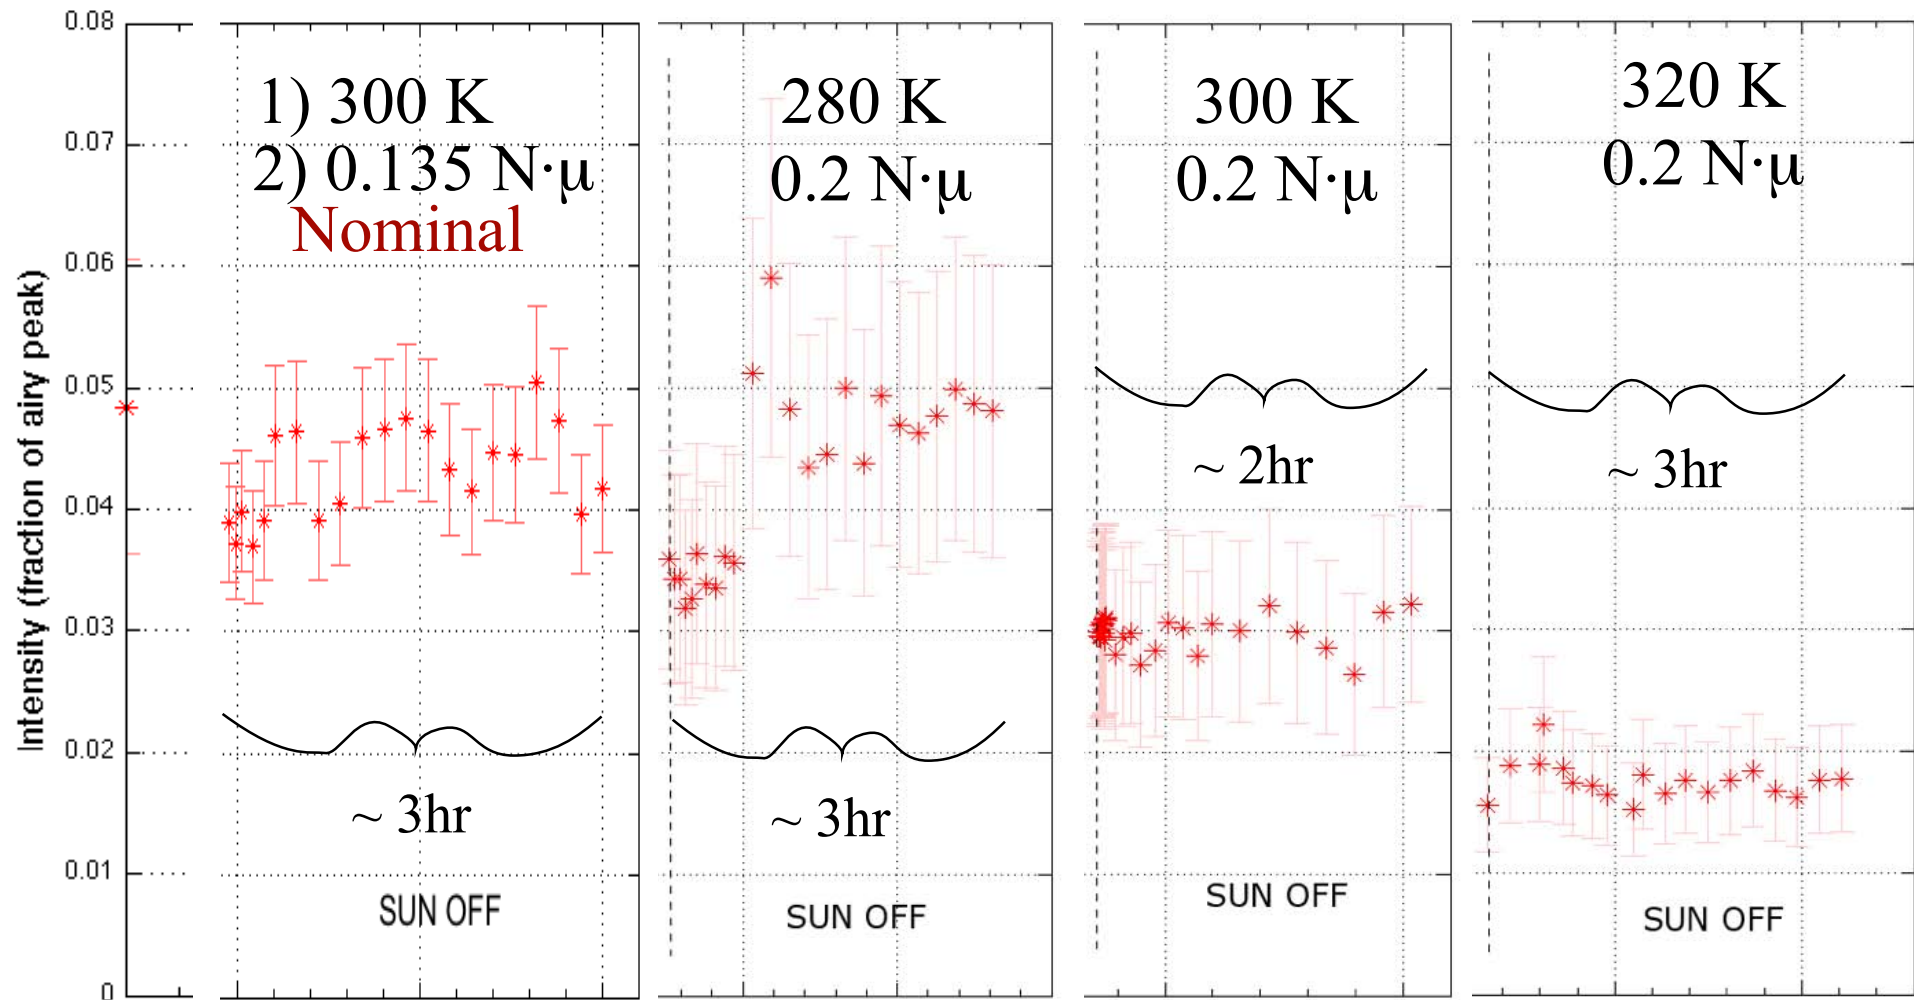 Intensity (fraction of airy peak)
0.08
0.07
0.06
0.05
0.04
0.03
0.02
0.01
0
1) 300 K
2) 0.135 N·μ
Nominal
~ 3hr
SUN OFF
280 K
0.2 N·μ
~ 3hr
SUN OFF
300 K
0.2 N·μ
~ 2hr
SUN OFF
320 K
0.2 N·μ
~ 3hr
SUN OFF